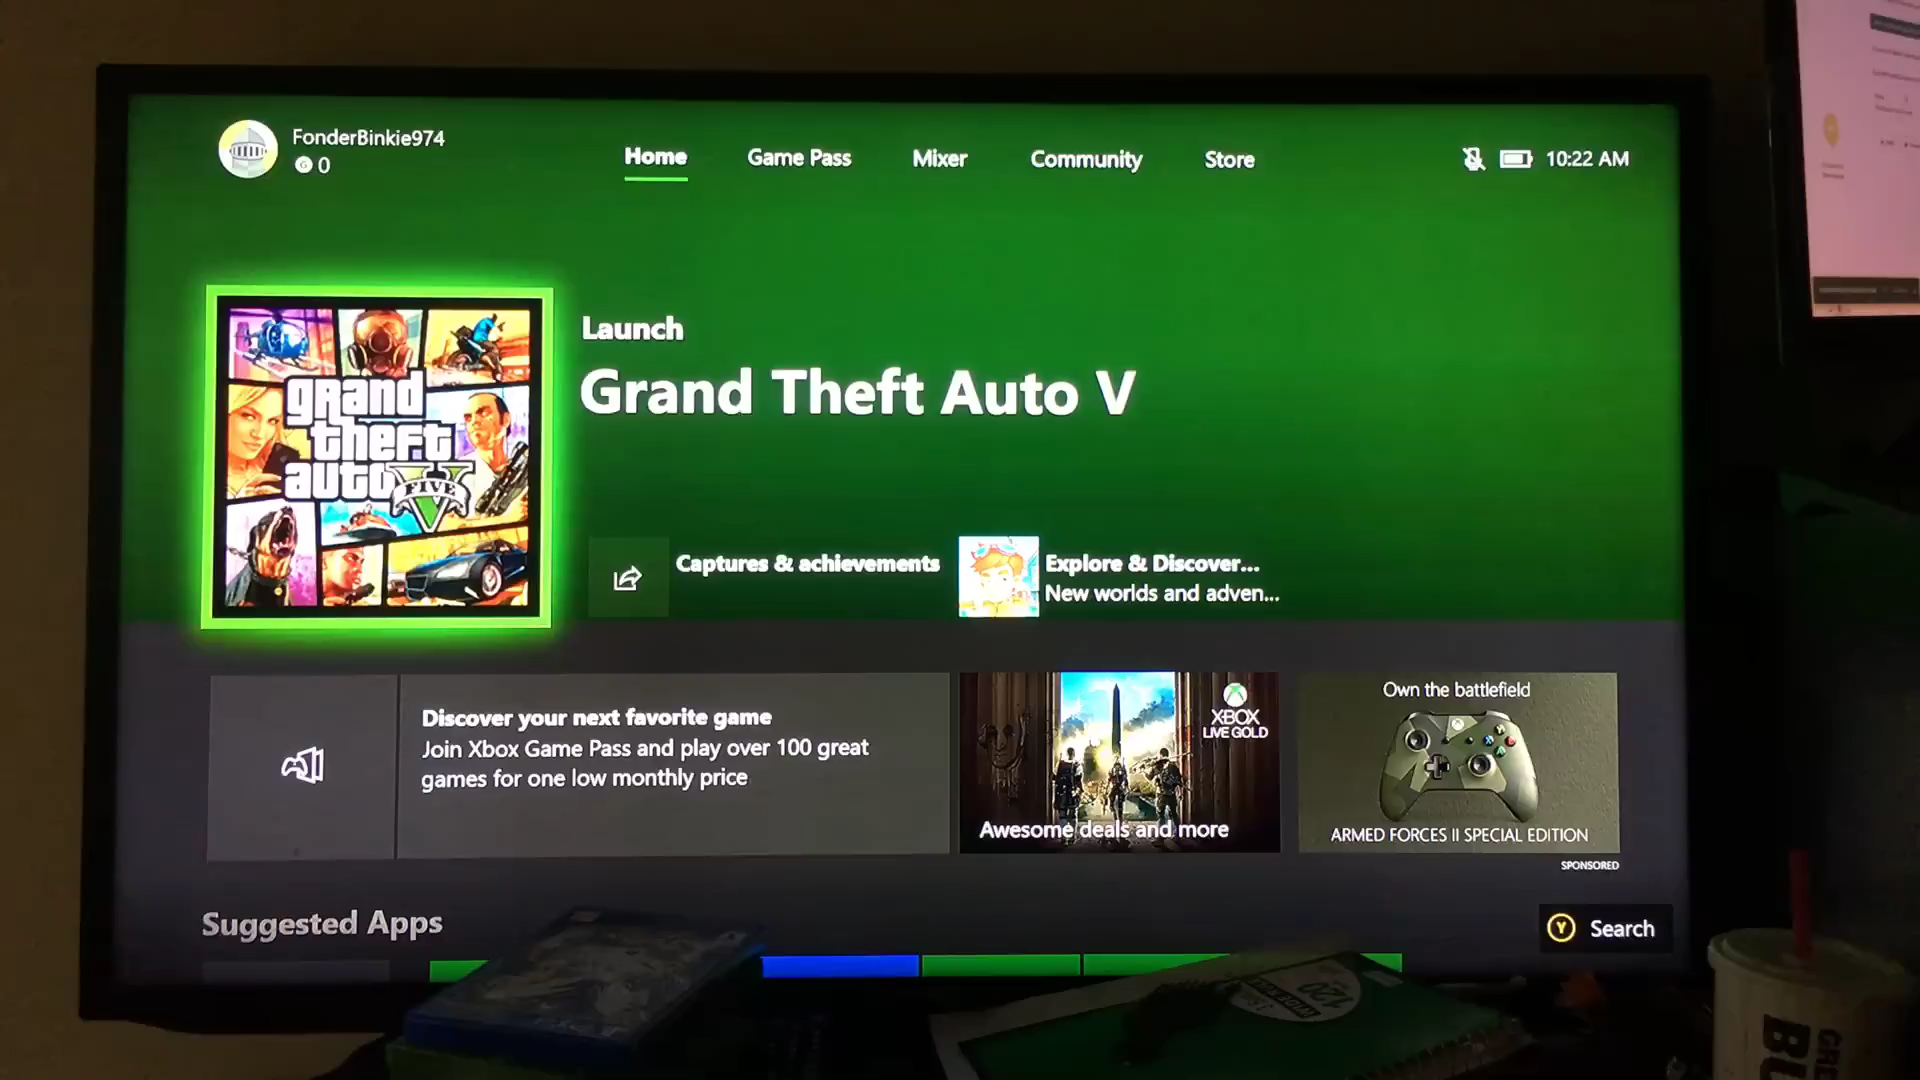 FonderBinkie974
G 0
Home
Game Pass
Mixer
Community
Store
10:22 AM
Launch
Grand Theft Auto V
grand
theft
auto
FIVE
Captures & achievements
Explore & Discover...
New worlds and adven...
Discover your next favorite game
Join Xbox Game Pass and play over 100 great
games for one low monthly price
XBOX
LIVE GOLD
Awesome deals and more
Own the battlefield
ARMED FORCES II SPECIAL EDITION
SPONSORED
Suggested Apps
Y Search
120